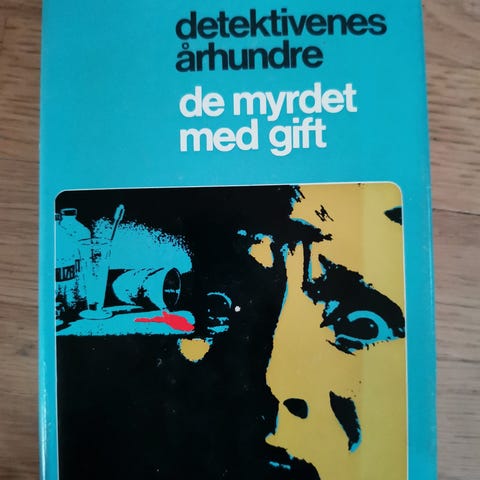 detektivenes
århundre
de myrdet
med gift